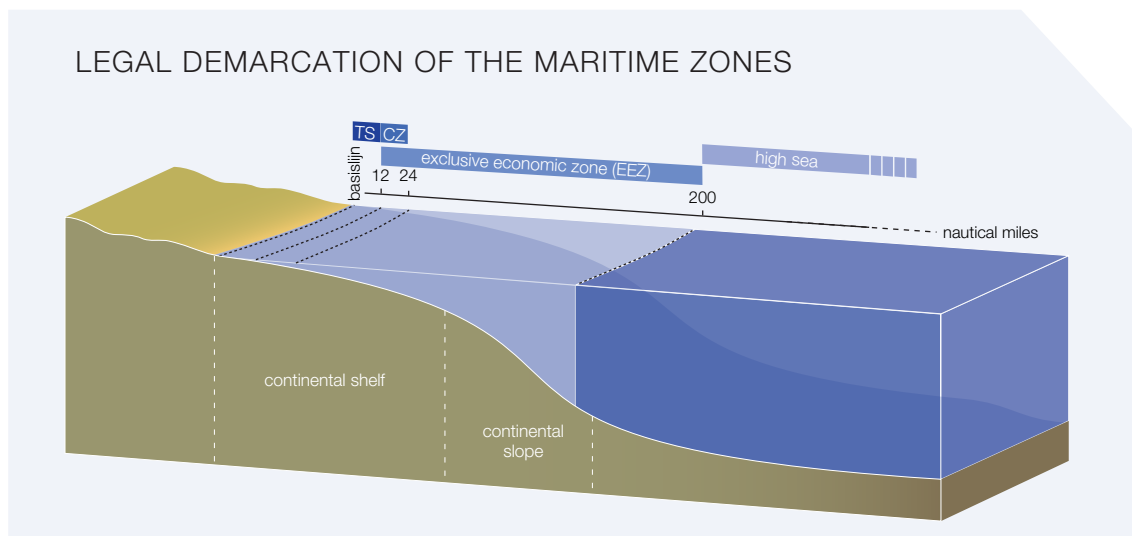 LEGAL DEMARCATION OF THE MARITIME ZONES
TS CZ
exclusive economic zone (EEZ)
high sea
basislijn
12 24
200
nautical miles
continental shelf
continental
slope